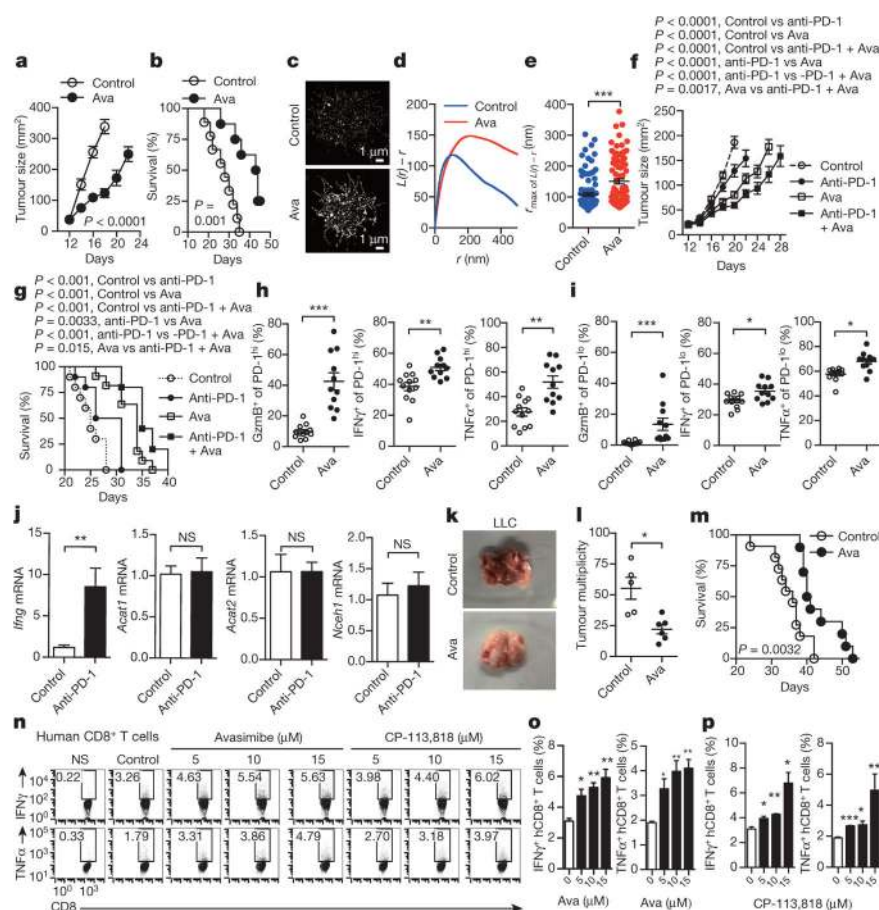 P < 0.0001, Control vs anti-PD-1
P < 0.0001, Control vs Ava
P < 0.0001, Control vs anti-PD-1 + Ava
P < 0.0001, anti-PD-1 vs Ava
P < 0.0001, anti-PD-1 vs -PD-1 + Ava
P = 0.0017, Ava vs anti-PD-1 + Ava
a
Control
Ava
Tumour size (mm²)
400
300
200
100
0
12 16 20 24
Days
P < 0.0001
b
Control
Ava
Survival (%)
100
75
50
25
0
0 10 20 30 40 50
Days
P =
0.001
c
Control
1 μm
Ava
1 μm
d
Control
Ava
L(r) – r
200
150
100
50
0
0 200 400
r (nm)
e
***
r max of L(r) – r (nm)
400
300
200
100
0
Control
Ava
f
Tumour size (mm²)
250
200
150
100
50
0
12 14 16 18 20 22 24 26 28
Days
Control
Anti-PD-1
Ava
Anti-PD-1
+ Ava
g
P < 0.001, Control vs anti-PD-1
P < 0.001, Control vs Ava
P < 0.001, Control vs anti-PD-1 + Ava
P = 0.0033, anti-PD-1 vs Ava
P < 0.001, anti-PD-1 vs -PD-1 + Ava
P = 0.015, Ava vs anti-PD-1 + Ava
Survival (%)
100
75
50
25
0
20 25 30 35 40
Days
Control
Anti-PD-1
Ava
Anti-PD-1
+ Ava
h
GzmB⁺ of PD-1ʰⁱ (%)
80
60
40
20
0
***
Control
Ava
IFNγ⁺ of PD-1ʰⁱ (%)
80
60
40
20
0
**
Control
Ava
TNFα⁺ of PD-1ʰⁱ (%)
100
80
60
40
20
0
**
Control
Ava
i
GzmB⁺ of PD-1ˡᵒ (%)
80
60
40
20
0
***
Control
Ava
IFNγ⁺ of PD-1ˡᵒ (%)
80
60
40
20
0
*
Control
Ava
TNFα⁺ of PD-1ˡᵒ (%)
100
80
60
40
20
0
*
Control
Ava
j
Ifng mRNA
15
10
5
0
**
Control
Anti-PD-1
Acat1 mRNA
1.5
1.0
0.5
0
NS
Control
Anti-PD-1
Acat2 mRNA
1.5
1.0
0.5
0
NS
Control
Anti-PD-1
Nceh1 mRNA
2.0
1.5
1.0
0.5
0
NS
Control
Anti-PD-1
k
LLC
Control
Ava
l
Tumour multiplicity
100
75
50
25
0
*
Control
Ava
m
Control
Ava
Survival (%)
100
75
50
25
0
P = 0.0032
20 30 40 50
Days
n
Human CD8⁺ T cells
Avasimibe (μM)
CP-113,818 (μM)
NS Control 5 10 15 5 10 15
IFNγ
10⁴
10²
10⁰
0.22 3.26 4.63 5.54 5.63 3.98 4.40 6.02
TNFα
10⁵
10³
10¹
0.33 1.79 3.31 3.86 4.79 2.70 3.18 3.97
10⁰ 10³
CD8
o
IFNγ⁺ hCD8⁺ T cells (%)
8
6
4
2
0
* ** **
0 5 10 15
TNFα⁺ hCD8⁺ T cells (%)
6
5
4
3
2
1
0
* ** **
0 5 10 15
Ava (μM)
Ava (μM)
p
IFNγ⁺ hCD8⁺ T cells (%)
10
8
6
4
2
0
* ** *
0 5 10 15
TNFα⁺ hCD8⁺ T cells (%)
8
6
4
2
0
*** * **
0 5 10 15
CP-113,818 (μM)